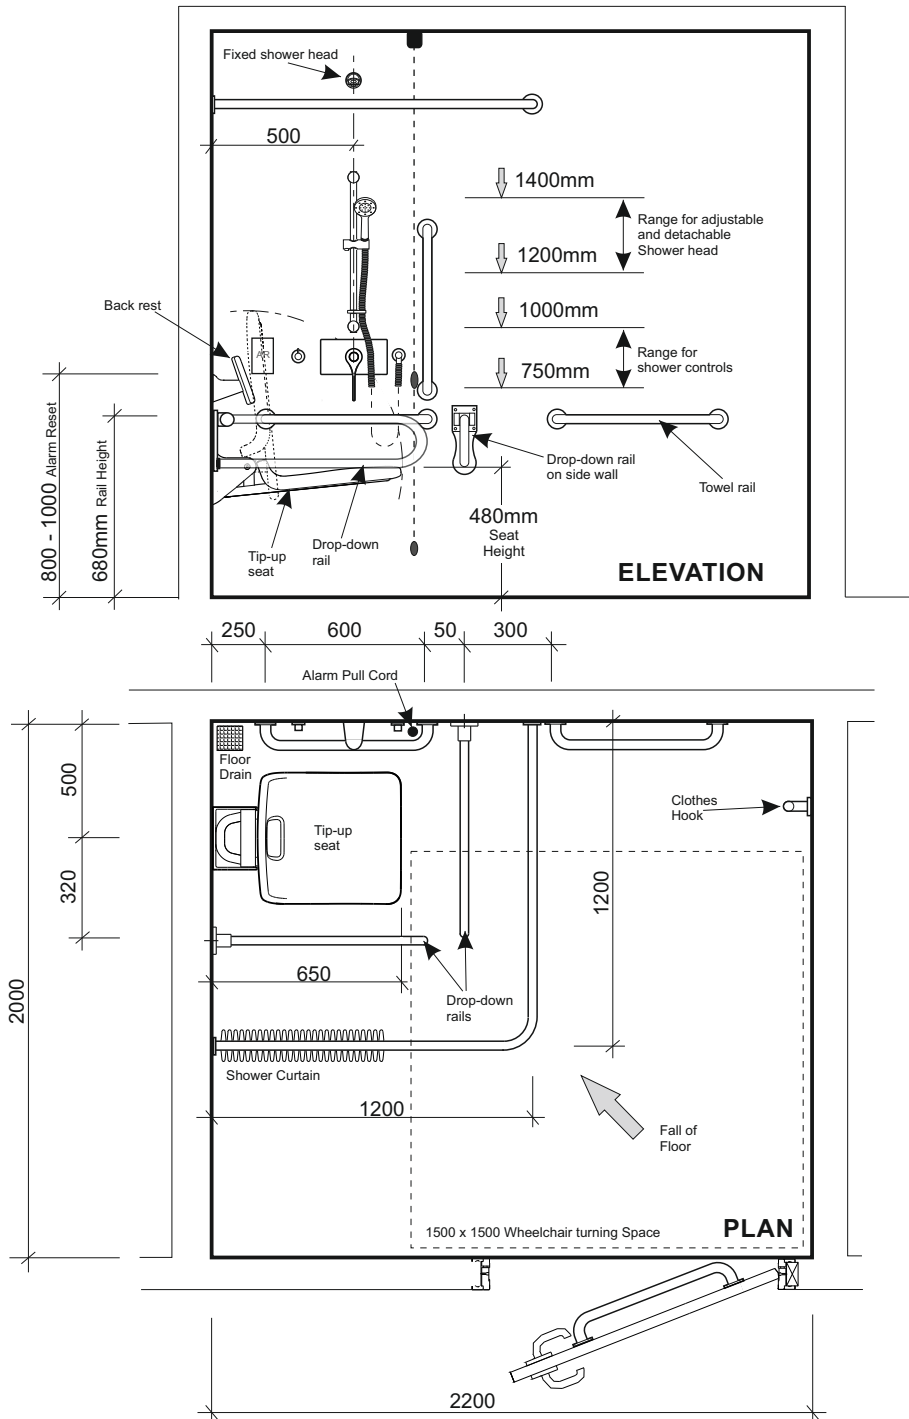 Fixed shower head
500
1400mm
Range for adjustable
and detachable
Shower head
1200mm
1000mm
Range for
shower controls
750mm
Back rest
AR
800 - 1000 Alarm Reset
680mm Rail Height
Drop-down rail
on side wall
Towel rail
480mm
Seat
Height
Tip-up
seat
Drop-down
rail
ELEVATION
250
600
50
300
Alarm Pull Cord
Floor
Drain
500
Clothes
Hook
Tip-up
seat
320
1200
650
Drop-down
rails
2000
Shower Curtain
1200
Fall of
Floor
1500 x 1500 Wheelchair turning Space
PLAN
2200